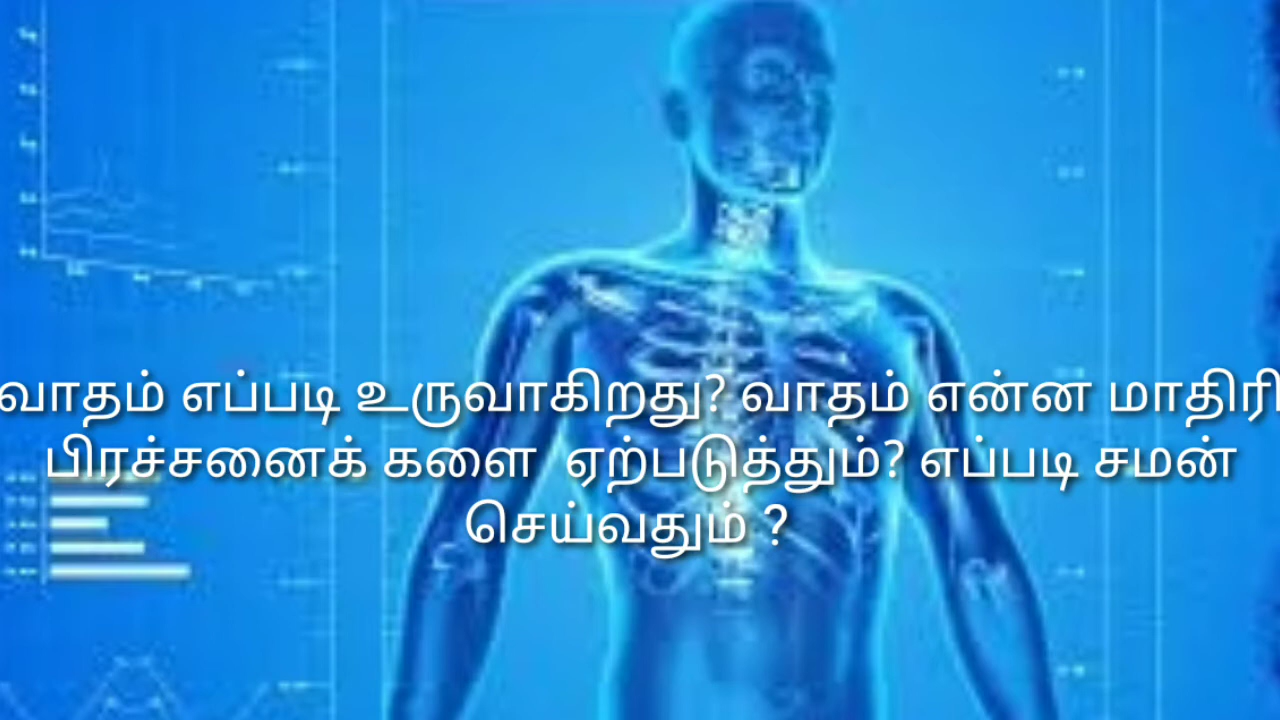 வாதம் எப்படி உருவாகிறது? வாதம் என்ன மாதிரி
பிரச்சனைக் களை ஏற்படுத்தும்? எப்படி சமன்
செய்வதும் ?